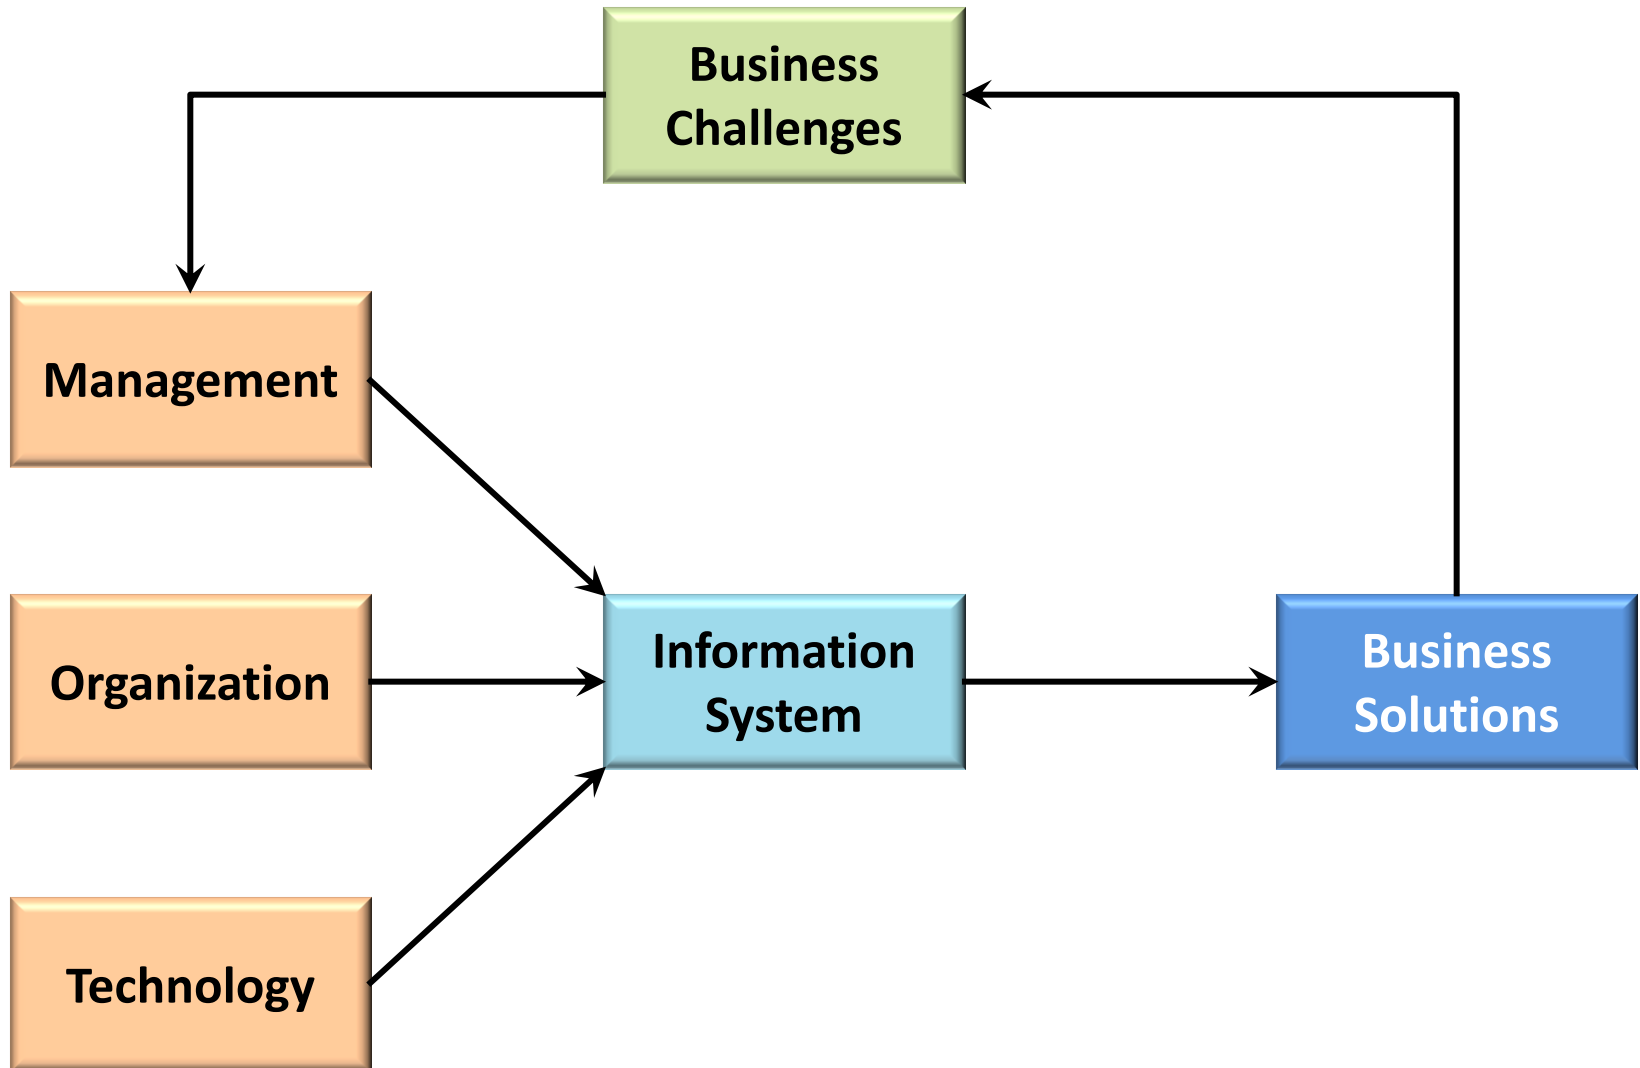 Business
Challenges
Management
Organization
Information
System
Business
Solutions
Technology